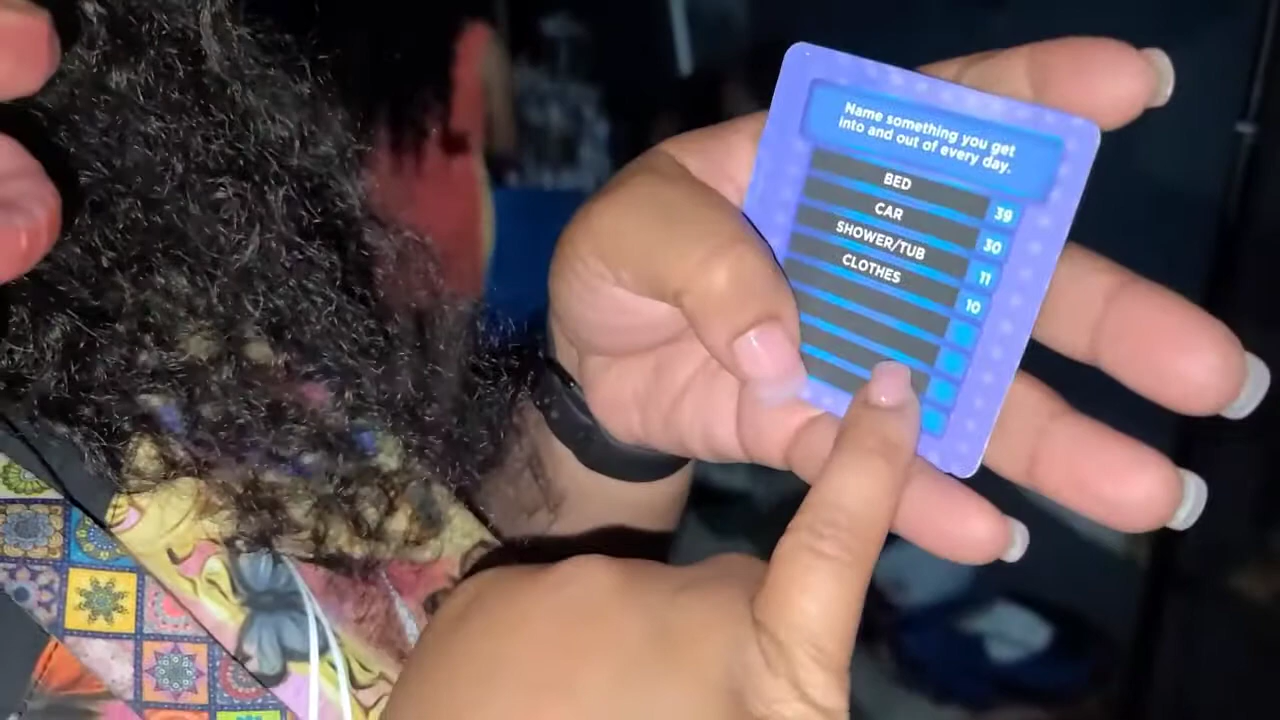 Name something you get
into and out of every day.
BED 39
CAR 30
SHOWER/TUB 11
CLOTHES 10